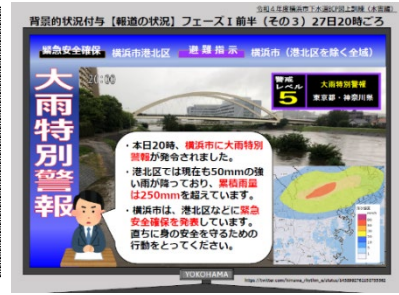 令和4年度横浜市下水道BCP図上訓練（水害編）
背景的状況付与【報道の状況】フェーズⅠ前半（その3）27日20時ごろ
緊急安全確保 横浜市港北区 避難指示 横浜市（港北区を除く全域）
20:00
大雨特別警報
警戒レベル
5
大雨特別警報
東京都・神奈川県
・本日20時、横浜市に大雨特別
警報が発令されました。
・港北区では現在も50mmの強
い雨が降っており、累積雨量
は250mmを超えています。
・横浜市は、港北区などに緊急
安全確保を発表しています。
直ちに身の安全を守るための
行動をとってください。
YOKOHAMA